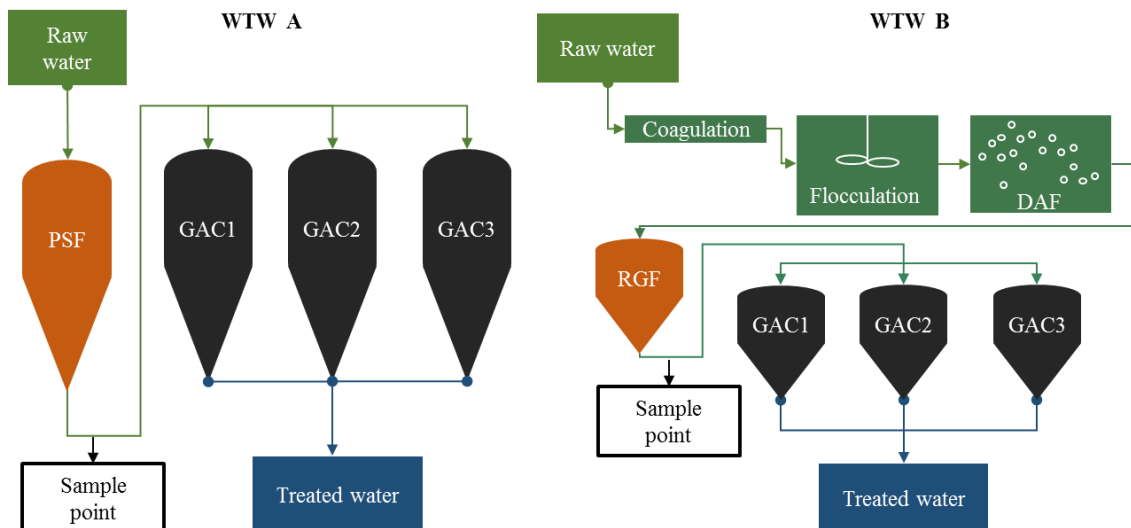 WTW A
Raw
water
PSF
GAC1
GAC2
GAC3
Sample
point
Treated water
WTW B
Raw water
Coagulation
Flocculation
DAF
RGF
GAC1
GAC2
GAC3
Sample
point
Treated water